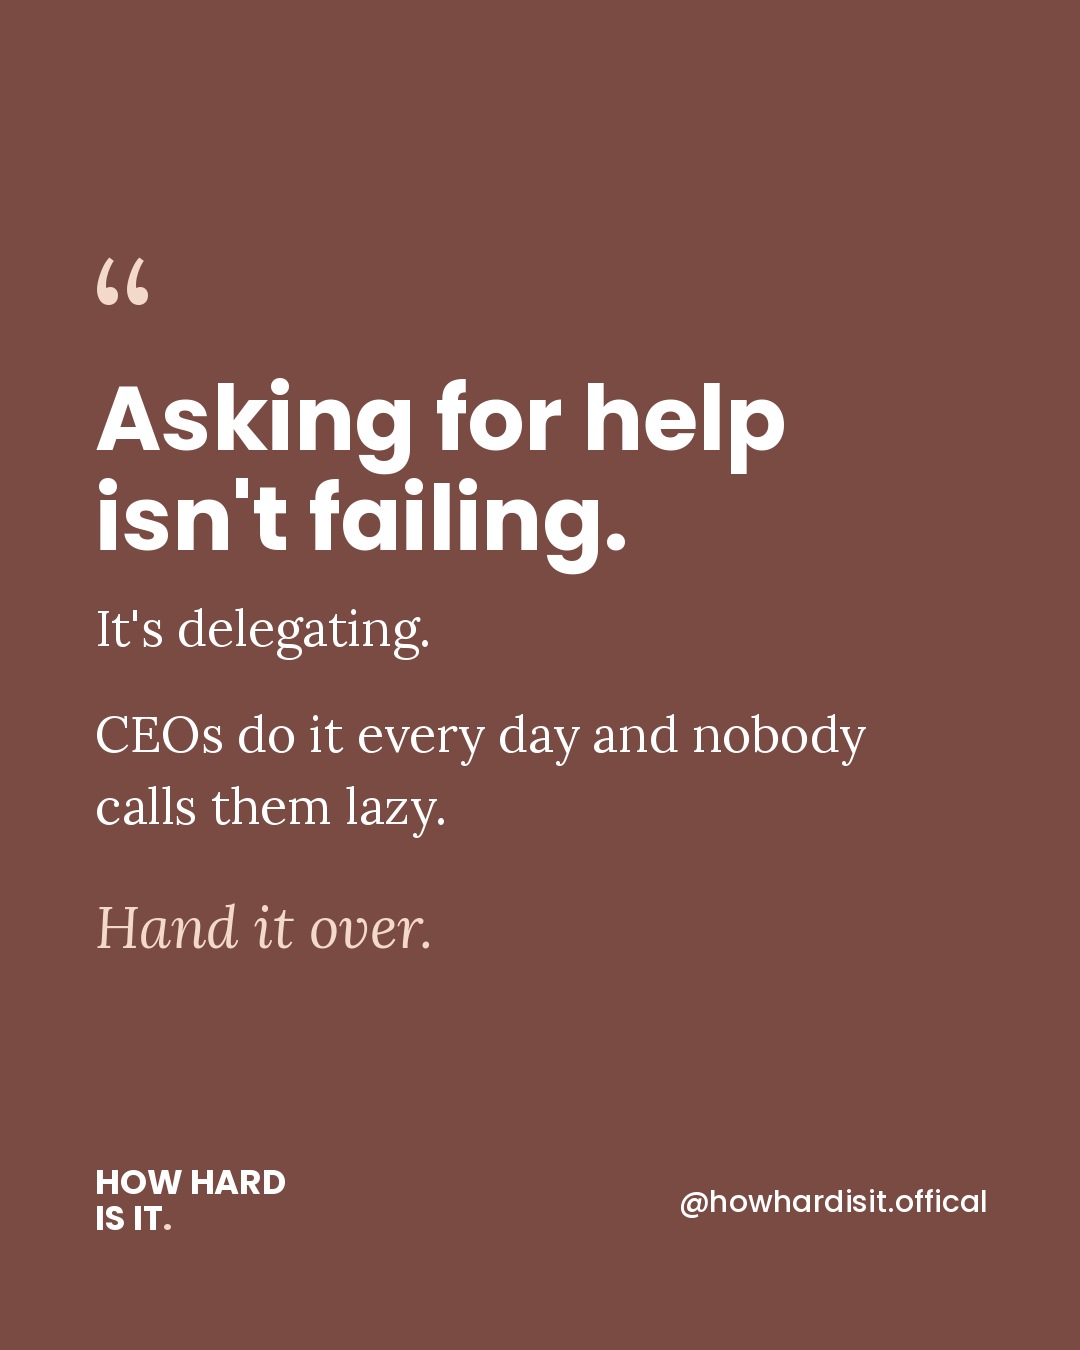 “
Asking for help
isn't failing.
It's delegating.
CEOs do it every day and nobody
calls them lazy.
Hand it over.
HOW HARD
IS IT.
@howhardisit.offical